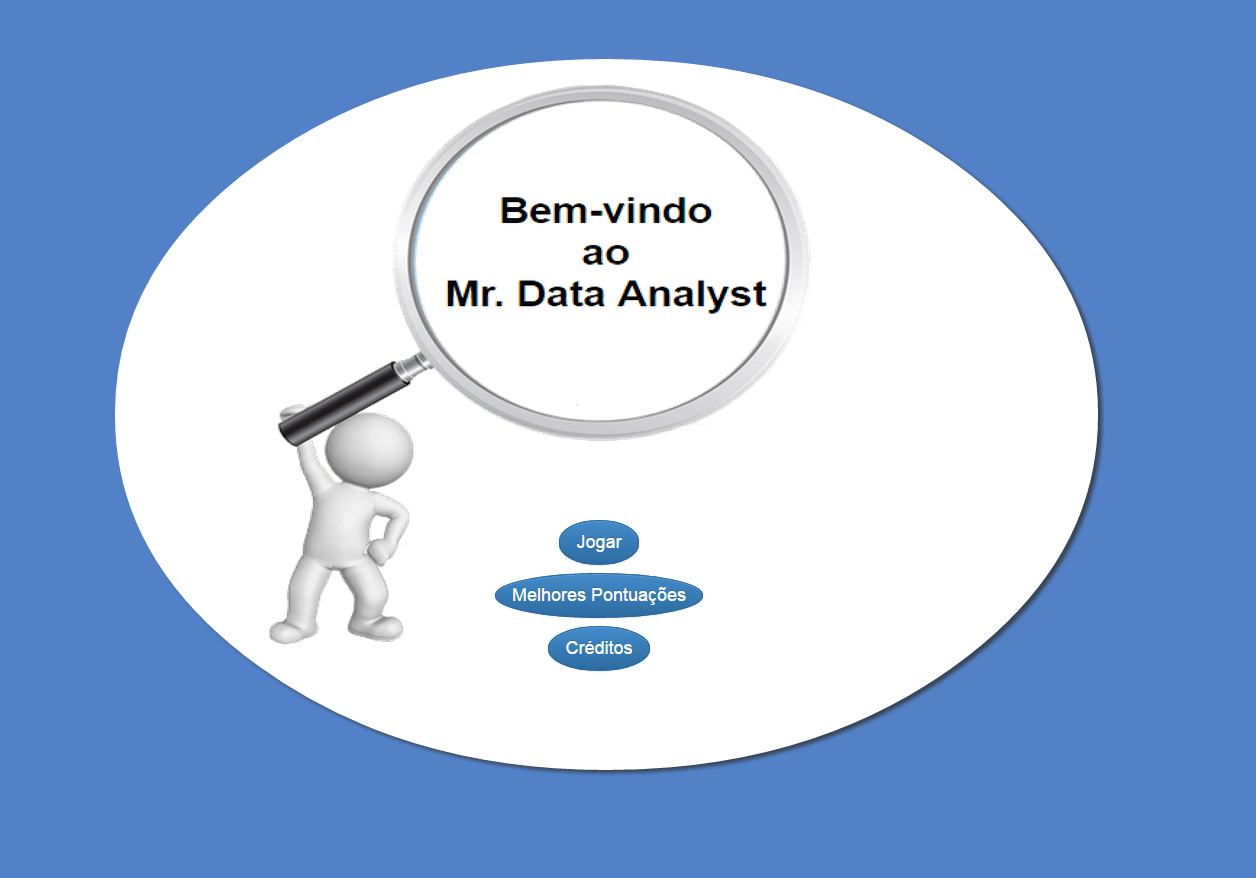 Bem-vindo
ao
Mr. Data Analyst
Jogar
Melhores Pontuações
Créditos